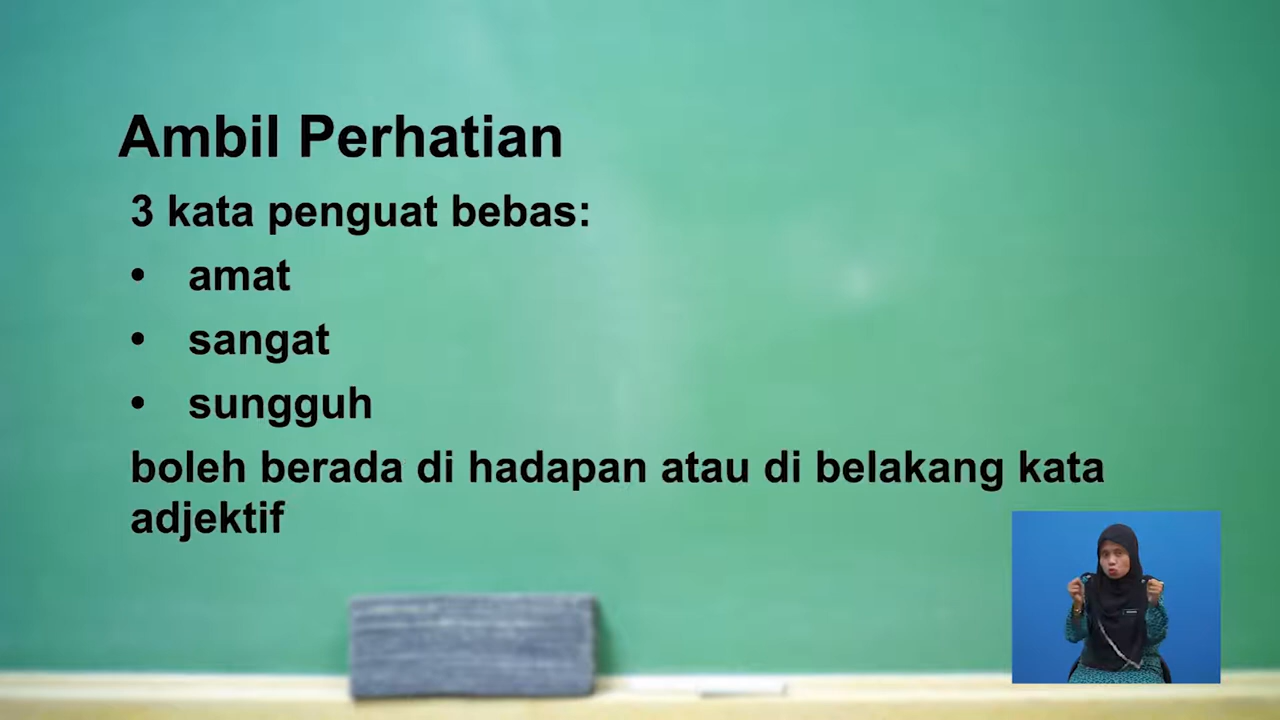 Ambil Perhatian
3 kata penguat bebas:
• amat
• sangat
• sungguh
boleh berada di hadapan atau di belakang kata
adjektif